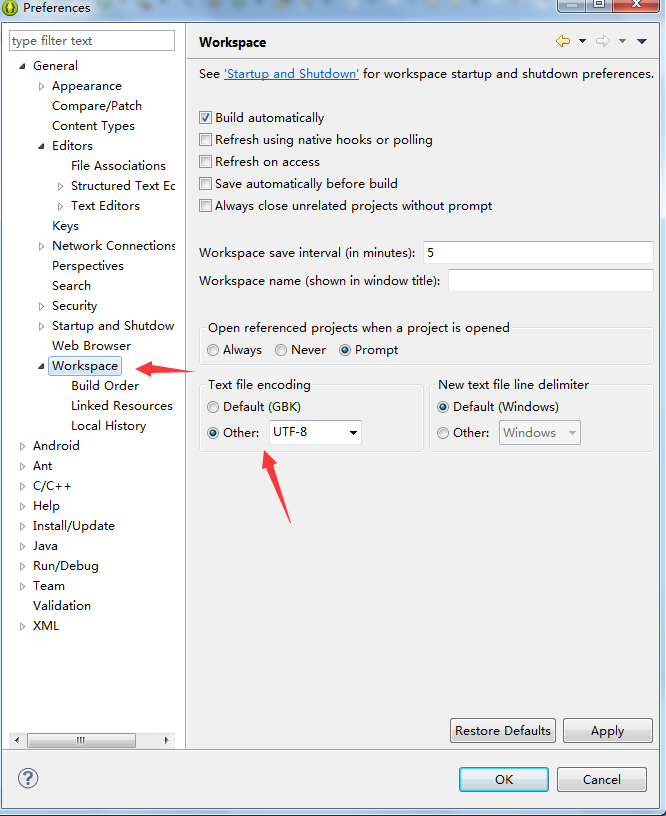 Preferences
type filter text
General
Appearance
Compare/Patch
Content Types
Editors
File Associations
Structured Text Ec
Text Editors
Keys
Network Connections
Perspectives
Search
Security
Startup and Shutdow
Web Browser
Workspace
Build Order
Linked Resources
Local History
Android
Ant
C/C++
Help
Install/Update
Java
Run/Debug
Team
Validation
XML
Workspace
See 'Startup and Shutdown' for workspace startup and shutdown preferences.
Build automatically
Refresh using native hooks or polling
Refresh on access
Save automatically before build
Always close unrelated projects without prompt
Workspace save interval (in minutes): 5
Workspace name (shown in window title):
Open referenced projects when a project is opened
Always Never Prompt
Text file encoding
Default (GBK)
Other: UTF-8
New text file line delimiter
Default (Windows)
Other: Windows
Restore Defaults Apply
? OK Cancel